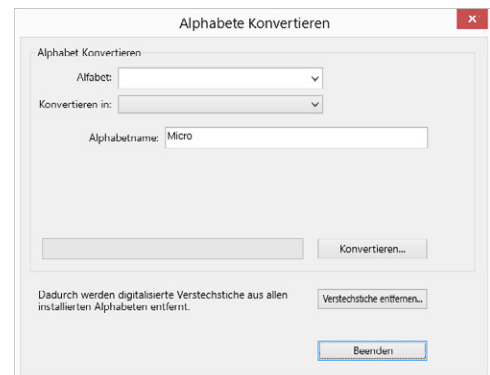 Alphabete Konvertieren
Alphabet Konvertieren
Alfabet:
Konvertieren in:
Alphabetname: Micro
Konvertieren...
Dadurch werden digitalisierte Verstechstiche aus allen
installierten Alphabeten entfernt.
Verstechstiche entfernen...
Beenden